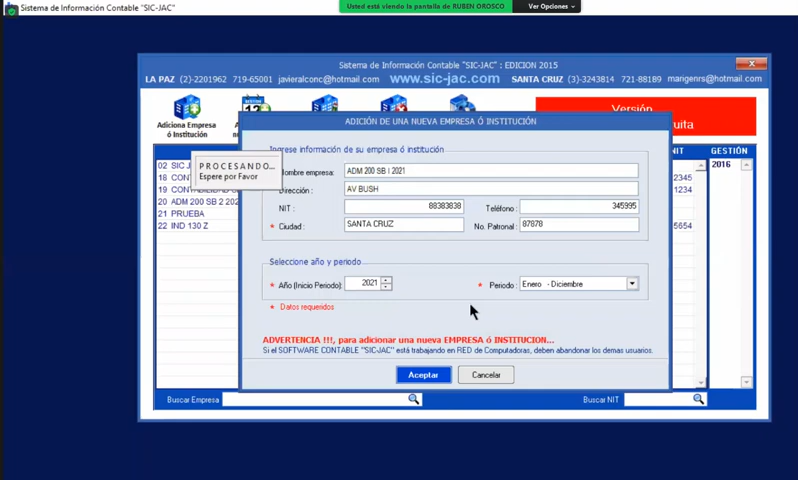 Sistema de Información Contable "SIC-JAC"
Usted está viendo la pantalla de RUBEN OROSCO
Ver Opciones
Sistema de Información Contable "SIC-JAC" : EDICION 2015
LA PAZ (2)-2201962 719-65001 javieralconc@hotmail.com www.sic-jac.com SANTA CRUZ (3)-3243814 721-88189 marigenrs@hotmail.com
12
Versión
uita
Adiciona Empresa
ó Institución
ADICIÓN DE UNA NUEVA EMPRESA Ó INSTITUCIÓN
NIT GESTIÓN
2016
Ingrese información de su empresa ó institución
PROCESANDO...
Espere por Favor
Nombre empresa: ADM 200 SB I 2021
Dirección : AV BUSH
NIT : 88383838 Teléfono : 345995
* Ciudad : SANTA CRUZ No. Patronal : 87878
02 SIC J
18 CONT
19 CONTABILIDAD S
20 ADM 200 SB 2 202
21 PRUEBA
22 IND 130 Z
2345
1234
5654
Seleccione año y periodo
* Año (Inicio Periodo): 2021 * Periodo : Enero - Diciembre
* Datos requeridos
ADVERTENCIA !!!, para adicionar una nueva EMPRESA ó INSTITUCION...
Si el SOFTWARE CONTABLE "SIC-JAC" está trabajando en RED de Computadoras, deben abandonar los demas usuarios.
Aceptar Cancelar
Buscar Empresa Buscar NIT